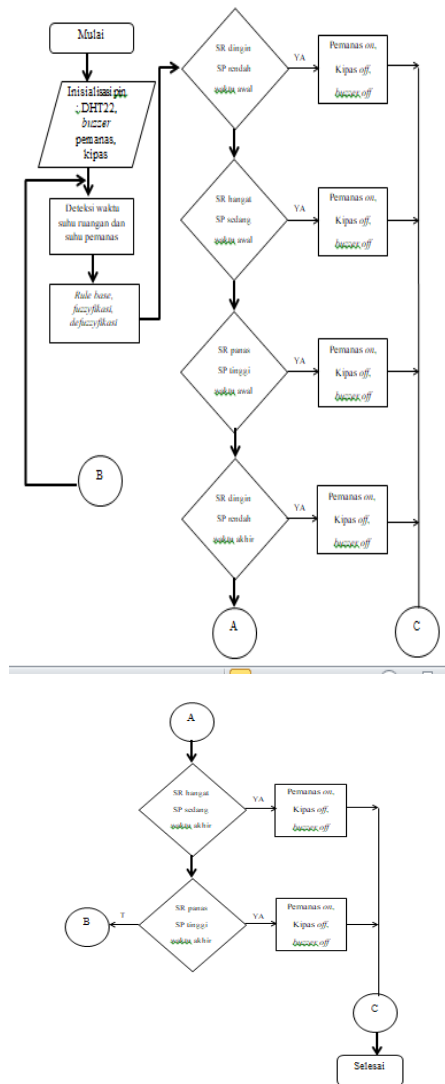 Mulai
Inisialisasi pin,
DHT22,
buzzer
pemanas,
kipas
Deteksi waktu
suhu ruangan dan
suhu pemanas
Rule base,
fuzzyfikasi,
defuzzyfikasi
B
SR dingin
SP rendah
waktu awal
YA
Pemanas on,
Kipas off,
buzzer off
SR hangat
SP sedang
waktu awal
YA
Pemanas on,
Kipas off,
buzzer off
SR panas
SP tinggi
waktu awal
YA
Pemanas on,
Kipas off,
buzzer off
SR dingin
SP rendah
waktu akhir
YA
Pemanas on,
Kipas off,
buzzer off
A
C
A
SR hangat
SP sedang
waktu akhir
YA
Pemanas on,
Kipas off,
buzzer off
B
T
SR panas
SP tinggi
waktu akhir
YA
Pemanas on,
Kipas off,
buzzer off
C
Selesai